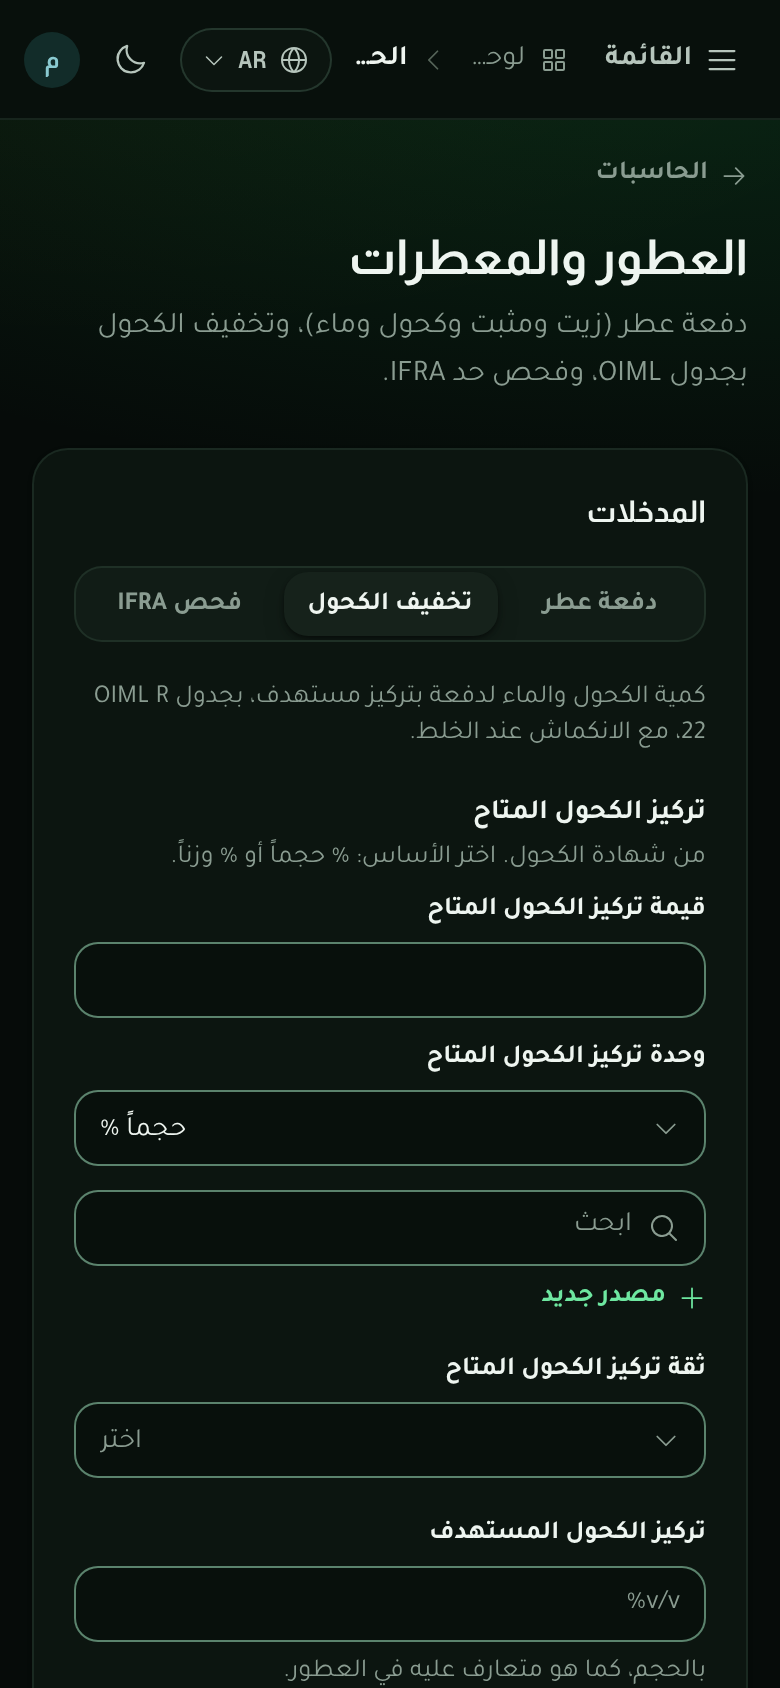 القائمة
لوحـ...
الحـ...
AR
م
الحاسبات
العطور والمعطرات
دفعة عطر (زيت ومثبت وكحول وماء)، وتخفيف الكحول
بجدول OIML، وفحص حد IFRA.
المدخلات
دفعة عطر
تخفيف الكحول
فحص IFRA
كمية الكحول والماء لدفعة بتركيز مستهدف، بجدول OIML R
22، مع الانكماش عند الخلط.
تركيز الكحول المتاح
من شهادة الكحول. اختر الأساس: % حجماً أو % وزناً.
قيمة تركيز الكحول المتاح
وحدة تركيز الكحول المتاح
% حجماً
ابحث
مصدر جديد
ثقة تركيز الكحول المتاح
اختر
تركيز الكحول المستهدف
%v/v
بالحجم، كما هو متعارف عليه في العطور.